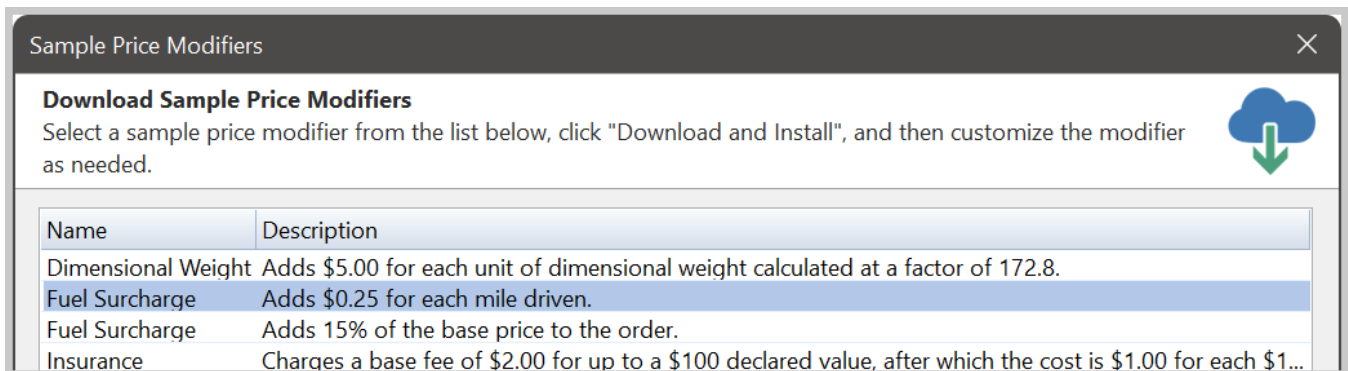 Sample Price Modifiers
Download Sample Price Modifiers
Select a sample price modifier from the list below, click "Download and Install", and then customize the modifier
as needed.
Name Description
Dimensional Weight Adds $5.00 for each unit of dimensional weight calculated at a factor of 172.8.
Fuel Surcharge Adds $0.25 for each mile driven.
Fuel Surcharge Adds 15% of the base price to the order.
Insurance Charges a base fee of $2.00 for up to a $100 declared value, after which the cost is $1.00 for each $1...